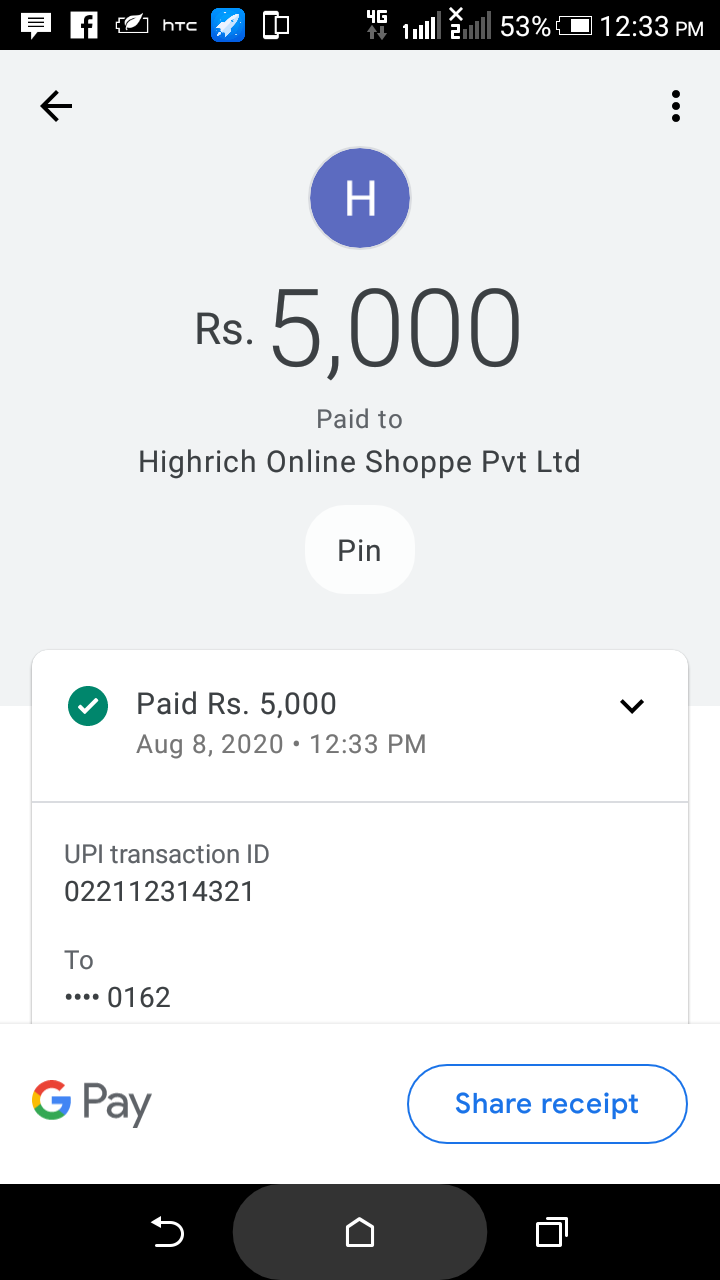 hTC 4G 1 2 53% 12:33 PM
H
Rs. 5,000
Paid to
Highrich Online Shoppe Pvt Ltd
Pin
Paid Rs. 5,000
Aug 8, 2020 • 12:33 PM
UPI transaction ID
022112314321
To
•••• 0162
G Pay
Share receipt